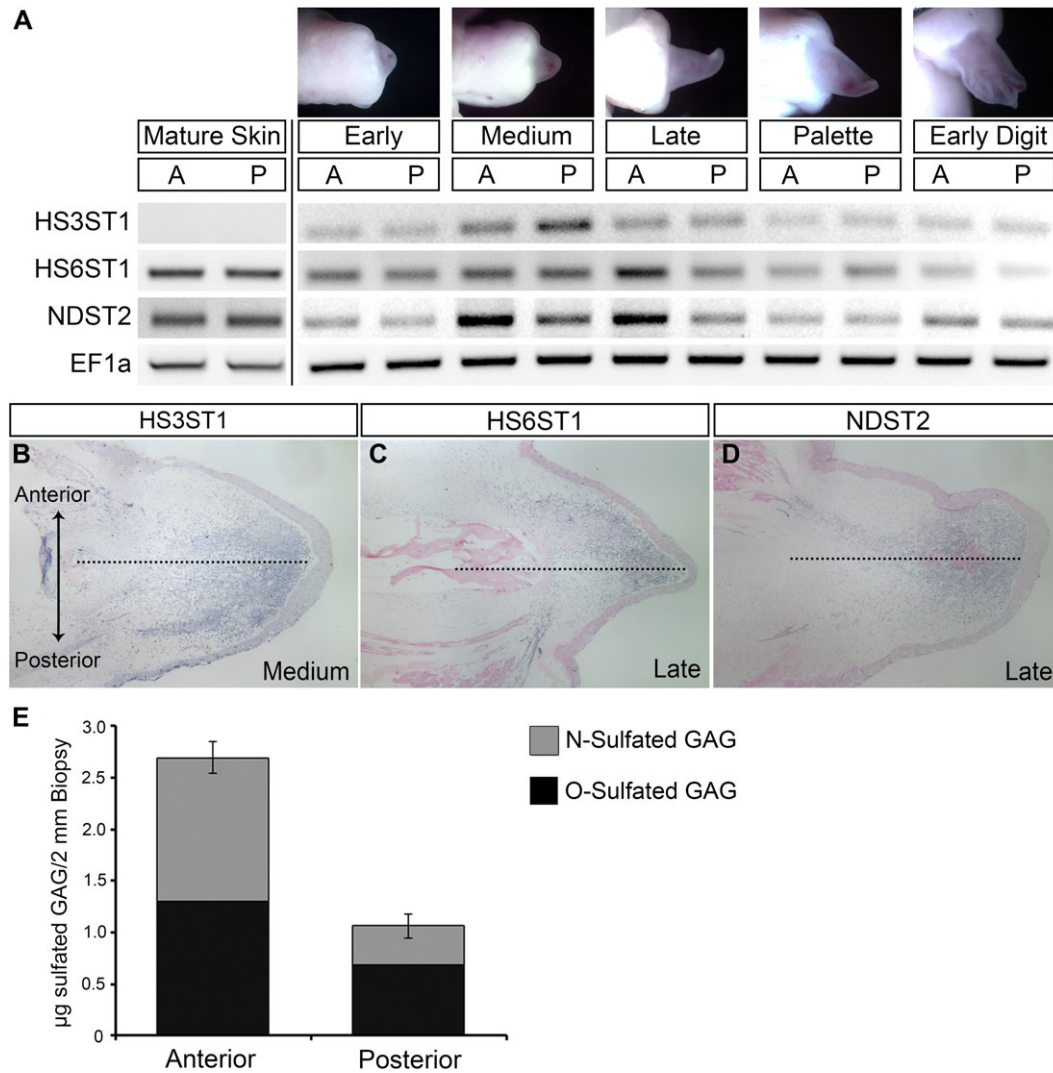 A
Mature Skin Early Medium Late Palette Early Digit
A P A P A P A P A P A P
HS3ST1
HS6ST1
NDST2
EF1a
HS3ST1 HS6ST1 NDST2
B C D
Anterior
Posterior
Medium Late Late
E
µg sulfated GAG/2 mm Biopsy
3.0
2.5
2.0
1.5
1.0
0.5
0
Anterior Posterior
N-Sulfated GAG
O-Sulfated GAG